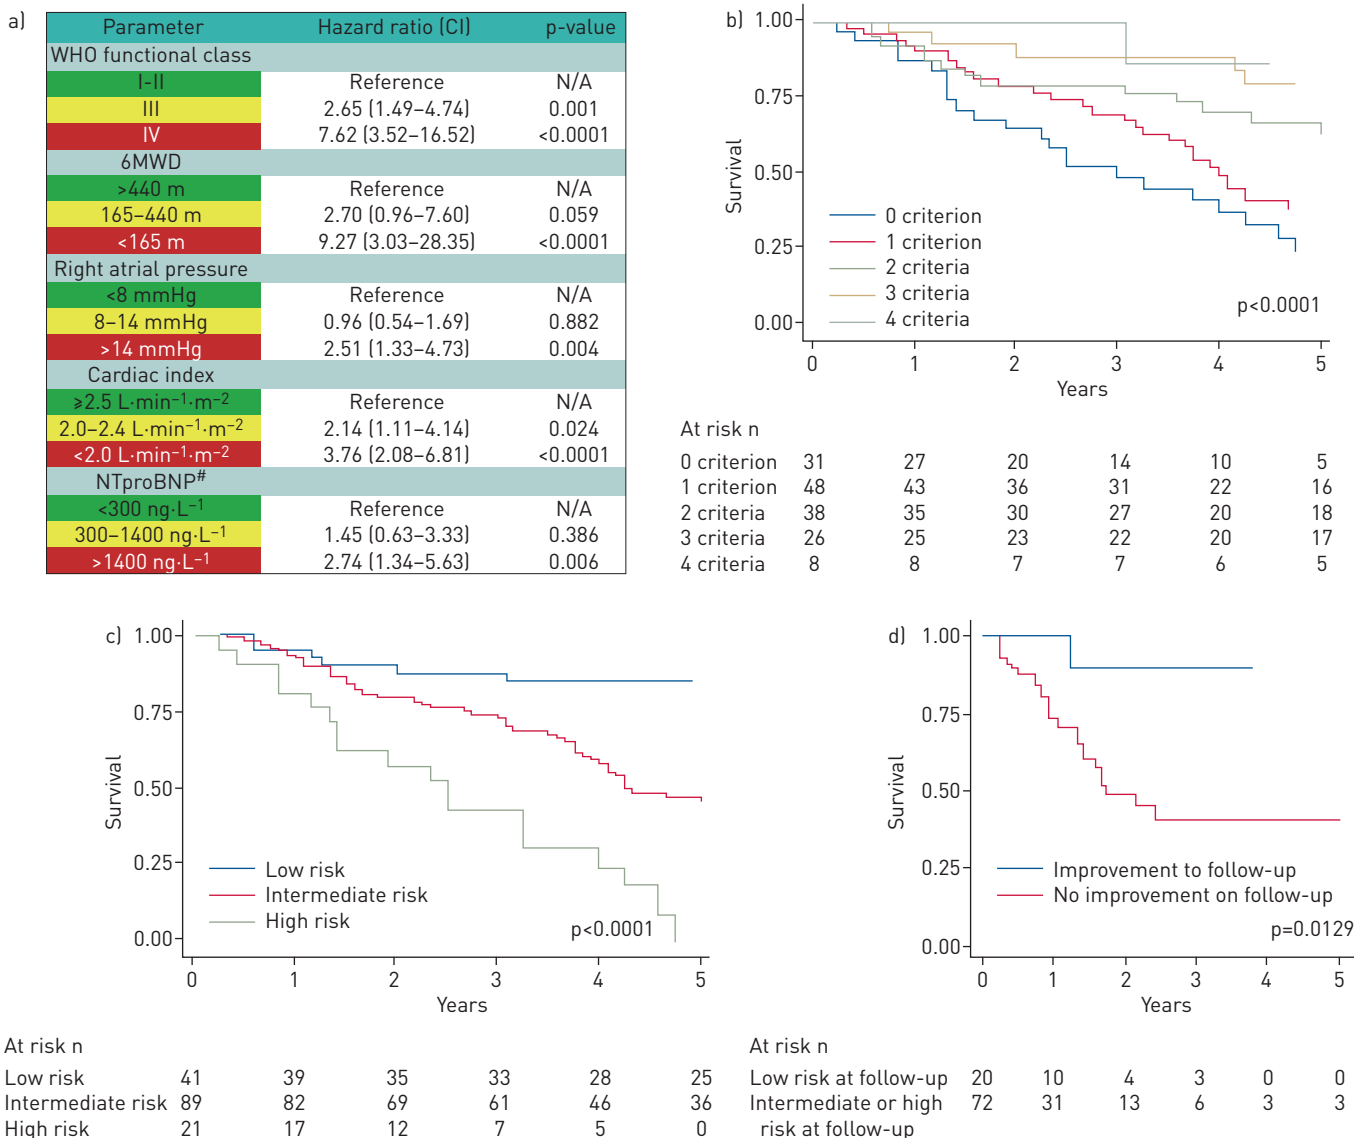 a)
Parameter Hazard ratio (CI) p-value
WHO functional class
I-II Reference N/A
III 2.65 (1.49–4.74) 0.001
IV 7.62 (3.52–16.52) <0.0001
6MWD
>440 m Reference N/A
165–440 m 2.70 (0.96–7.60) 0.059
<165 m 9.27 (3.03–28.35) <0.0001
Right atrial pressure
<8 mmHg Reference N/A
8–14 mmHg 0.96 (0.54–1.69) 0.882
>14 mmHg 2.51 (1.33–4.73) 0.004
Cardiac index
⩾2.5 L·min⁻¹·m⁻² Reference N/A
2.0–2.4 L·min⁻¹·m⁻² 2.14 (1.11–4.14) 0.024
<2.0 L·min⁻¹·m⁻² 3.76 (2.08–6.81) <0.0001
NTproBNP#
<300 ng·L⁻¹ Reference N/A
300–1400 ng·L⁻¹ 1.45 (0.63–3.33) 0.386
>1400 ng·L⁻¹ 2.74 (1.34–5.63) 0.006
b)
Survival
1.00
0.75
0.50
0.25
0.00
0 criterion
1 criterion
2 criteria
3 criteria
4 criteria
p<0.0001
0 1 2 3 4 5
Years
At risk n
0 criterion 31 27 20 14 10 5
1 criterion 48 43 36 31 22 16
2 criteria 38 35 30 27 20 18
3 criteria 26 25 23 22 20 17
4 criteria 8 8 7 7 6 5
c)
Survival
1.00
0.75
0.50
0.25
0.00
Low risk
Intermediate risk
High risk
p<0.0001
0 1 2 3 4 5
Years
At risk n
Low risk 41 39 35 33 28 25
Intermediate risk 89 82 69 61 46 36
High risk 21 17 12 7 5 0
d)
Survival
1.00
0.75
0.50
0.25
0.00
Improvement to follow-up
No improvement on follow-up
p=0.0129
0 1 2 3 4 5
Years
At risk n
Low risk at follow-up 20 10 4 3 0 0
Intermediate or high 72 31 13 6 3 3
risk at follow-up